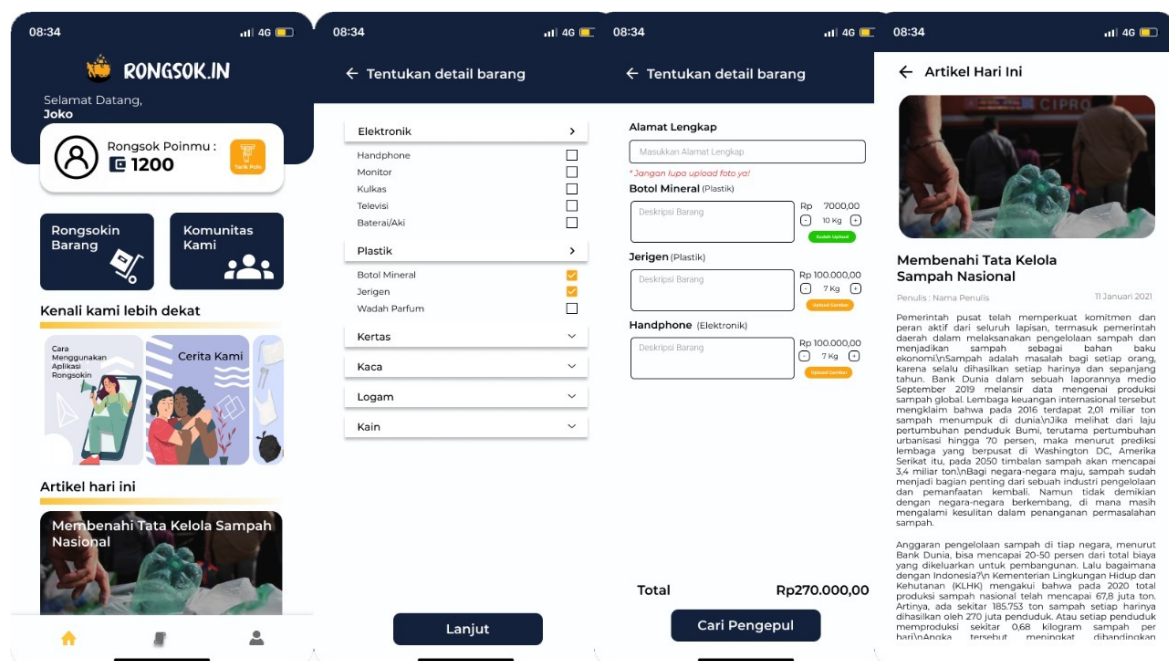 08:34
4G
RONGSOK.IN
Selamat Datang,
Joko
Rongsok Poinmu :
1200
Tarik Poin
Rongsokin
Barang
Komunitas
Kami
Kenali kami lebih dekat
Cara
Menggunakan
Aplikasi
Rongsokin
Cerita Kami
Artikel hari ini
Membenahi Tata Kelola Sampah
Nasional
08:34
4G
← Tentukan detail barang
Elektronik >
Handphone
Monitor
Kulkas
Televisi
Baterai/Aki
Plastik >
Botol Mineral
Jerigen
Wadah Parfum
Kertas
Kaca
Logam
Kain
Lanjut
08:34
4G
← Tentukan detail barang
Alamat Lengkap
Masukkan Alamat Lengkap
*Jangan lupa upload foto ya!
Botol Mineral (Plastik)
Deskripsi Barang
Rp 7000,00
- 10 Kg +
Sudah Upload
Jerigen (Plastik)
Deskripsi Barang
Rp 100.000,00
- 7 Kg +
Upload Gambar
Handphone (Elektronik)
Deskripsi Barang
Rp 100.000,00
- 7 Kg +
Upload Gambar
Total Rp270.000,00
Cari Pengepul
08:34
4G
← Artikel Hari Ini
CIPRO
Membenahi Tata Kelola
Sampah Nasional
Penulis : Nama Penulis 11 Januari 2021
Pemerintah pusat telah memperkuat komitmen dan
peran aktif dari seluruh lapisan, termasuk pemerintah
daerah dalam melaksanakan pengelolaan sampah dan
menjadikan sampah sebagai bahan baku
ekonomi\nSampah adalah masalah bagi setiap orang,
karena selalu dihasilkan setiap harinya dan sepanjang
tahun. Bank Dunia dalam sebuah laporannya medio
September 2019 melansir data mengenai produksi
sampah global. Lembaga keuangan internasional tersebut
mengklaim bahwa pada 2016 terdapat 2,01 miliar ton
sampah menumpuk di dunia\nJika melihat dari laju
pertumbuhan penduduk Bumi, terutama pertumbuhan
urbanisasi hingga 70 persen, maka menurut prediksi
lembaga yang berpusat di Washington DC, Amerika
Serikat itu, pada 2050 timbalan sampah akan mencapai
3,4 miliar ton.\nBagi negara-negara maju, sampah sudah
menjadi bagian penting dari sebuah industri pengelolaan
dan pemanfaatan kembali. Namun tidak demikian
dengan negara-negara berkembang, di mana masih
mengalami kesulitan dalam penanganan permasalahan
sampah.
Anggaran pengelolaan sampah di tiap negara, menurut
Bank Dunia, bisa mencapai 20-50 persen dari total biaya
yang dikeluarkan untuk pembangunan. Lalu bagaimana
dengan Indonesia?\n Kementerian Lingkungan Hidup dan
Kehutanan (KLHK) mengakui bahwa pada 2020 total
produksi sampah nasional telah mencapai 67,8 juta ton.
Artinya, ada sekitar 185.753 ton sampah setiap harinya
dihasilkan oleh 270 juta penduduk. Atau setiap penduduk
memproduksi sekitar 0,68 kilogram sampah per
hari\nAngka tersebut meningkat dibandingkan